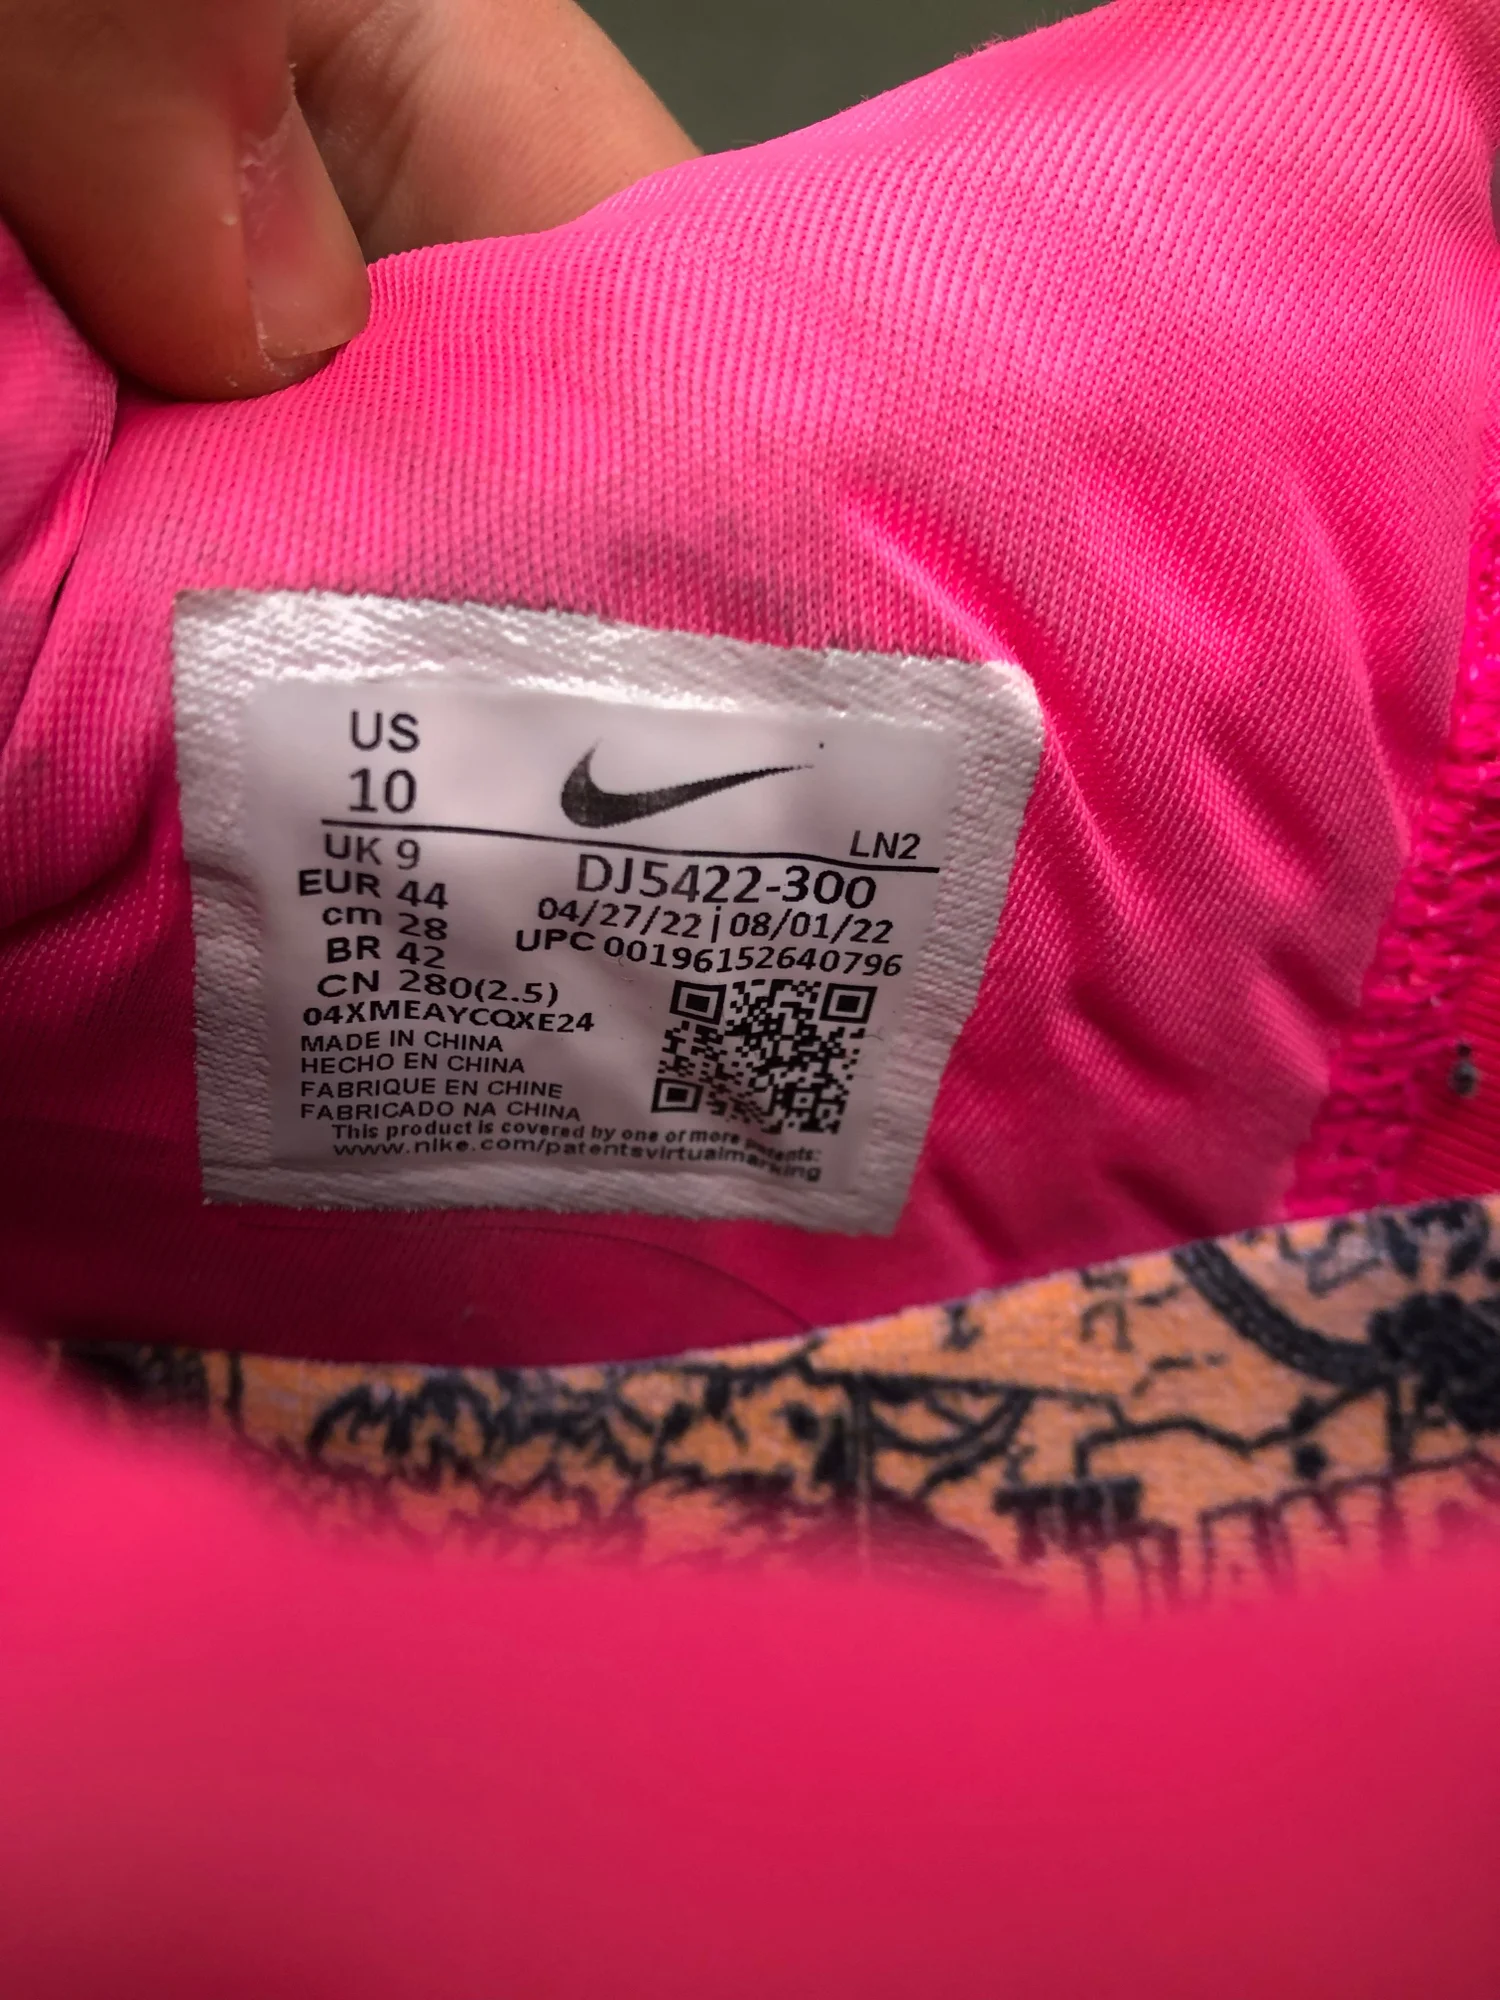 US
10
LN2
UK 9
DJ5422-300
EUR 44
04/27/22 | 08/01/22
cm 28
UPC 00196152640796
BR 42
CN 280(2.5)
04XMEAYCQXE24
MADE IN CHINA
HECHO EN CHINA
FABRIQUE EN CHINE
FABRICADO NA CHINA
This product is covered by one or more patents:
www.nike.com/patentsvirtualmarking